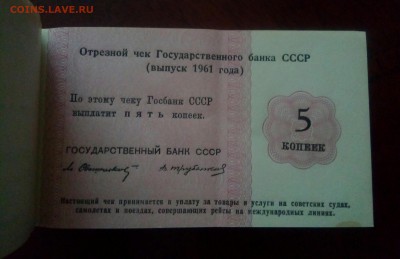 COINS.LAVE.RU
Отрезной чек Государственного банка СССР
(выпуск 1961 года)
По этому чеку Госбанк СССР
выплатит пять копеек.
5
КОПЕЕК
ГОСУДАРСТВЕННЫЙ БАНК СССР
Настоящий чек принимается в уплату за товары и услуги на советских судах,
самолетах и поездах, совершающих рейсы на международных линиях.